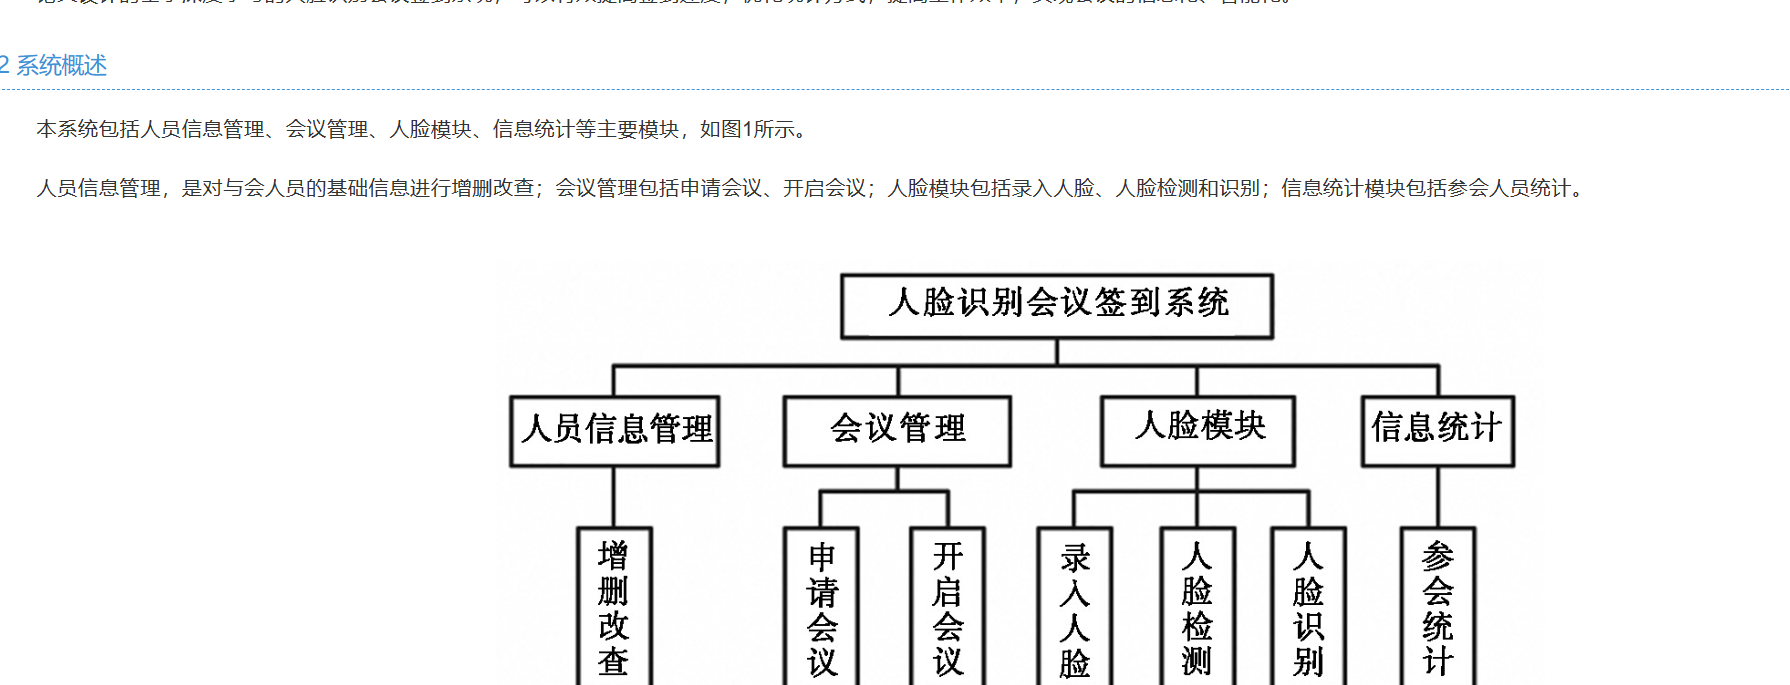 2 系统概述
本系统包括人员信息管理、会议管理、人脸模块、信息统计等主要模块，如图1所示。
人员信息管理，是对与会人员的基础信息进行增删改查；会议管理包括申请会议、开启会议；人脸模块包括录入人脸、人脸检测和识别；信息统计模块包括参会人员统计。
人脸识别会议签到系统
人员信息管理
会议管理
人脸模块
信息统计
增删改查
申请会议
开启会议
录入人脸
人脸检测
人脸识别
参会统计